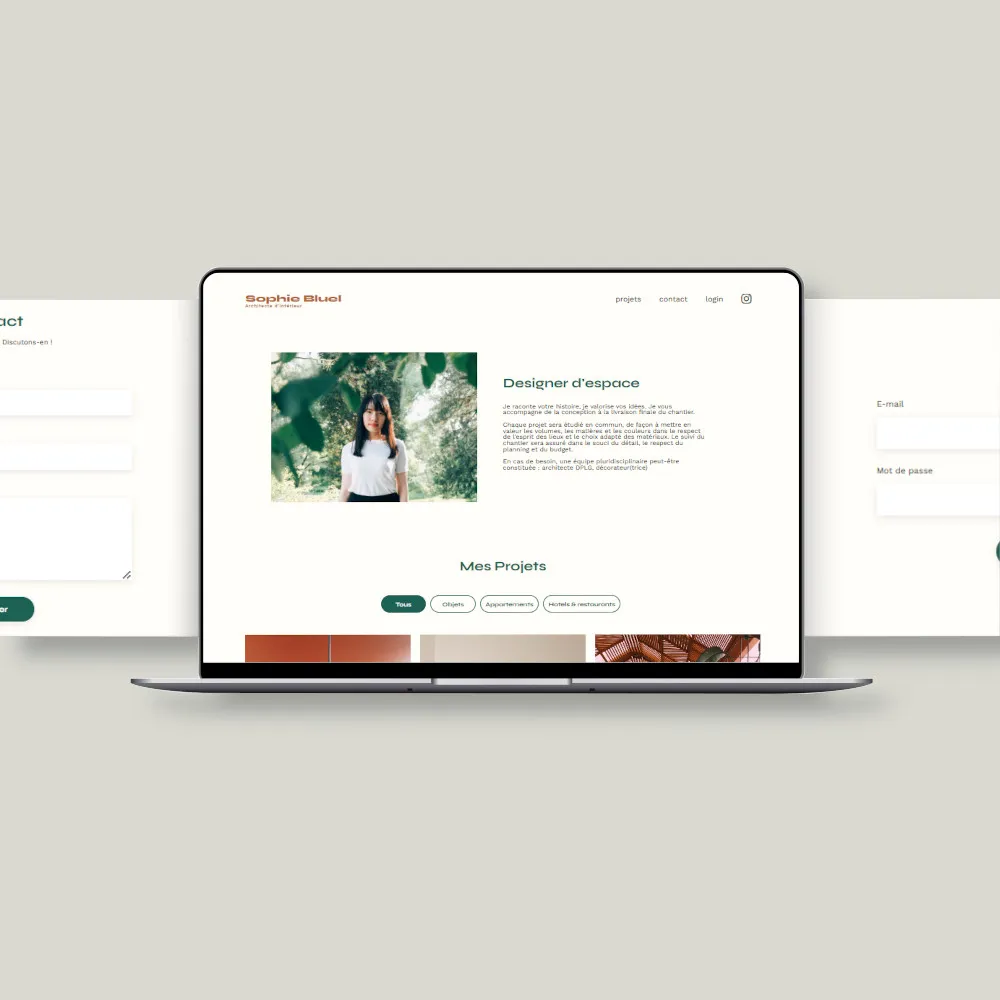 Sophie Bluel
Architecte d'intérieur
projets
contact
login
act
Discutons-en !
er
Designer d'espace
Je raconte votre histoire, je valorise vos idées. Je vous
accompagne de la conception à la livraison finale du chantier.
Chaque projet sera étudié en commun, de façon à mettre en
valeur les volumes, les matières et les couleurs dans le respect
de l'esprit des lieux et le choix adapté des matériaux. Le suivi du
chantier sera assuré dans le souci du détail, le respect du
planning et du budget.
En cas de besoin, une équipe pluridisciplinaire peut-être
constituée : architecte DPLG, décorateur(trice)
E-mail
Mot de passe
Mes Projets
Tous
Objets
Appartements
Hotels & restaurants